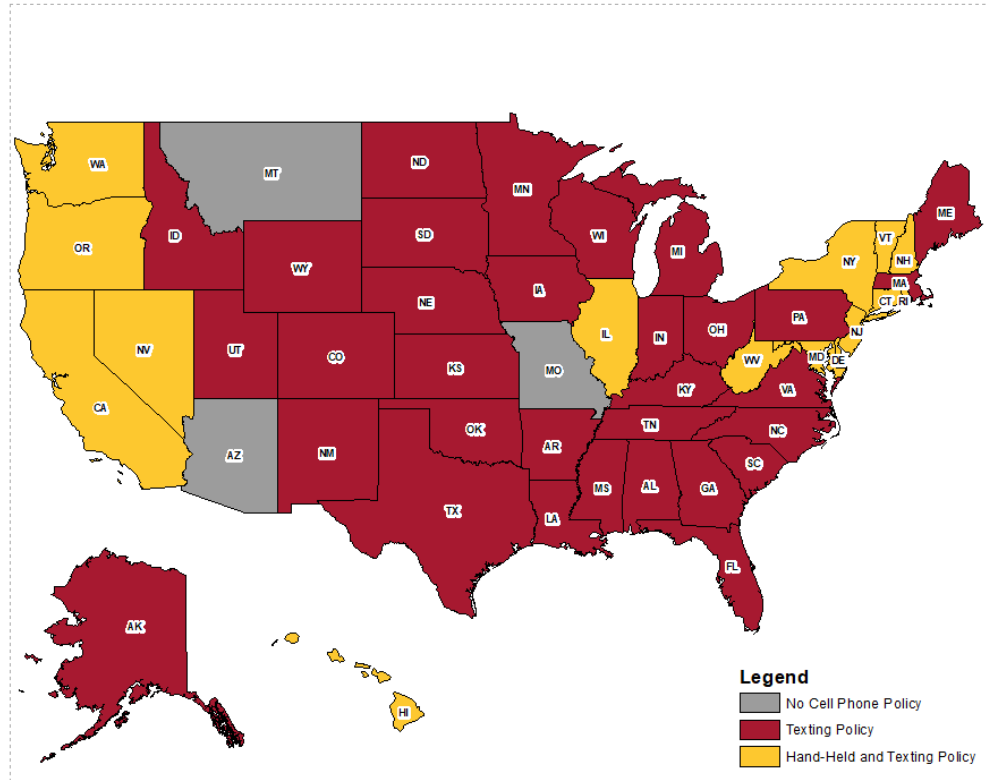 WA
MT
ND
MN
ME
OR
ID
SD
WI
MI
VT
NH
NY
WY
IA
MA
CT
RI
NE
NV
UT
CO
IL
IN
OH
PA
NJ
MD
DE
WV
KS
MO
KY
VA
CA
AZ
NM
OK
AR
TN
NC
SC
MS
AL
GA
TX
LA
FL
AK
HI
Legend
No Cell Phone Policy
Texting Policy
Hand-Held and Texting Policy